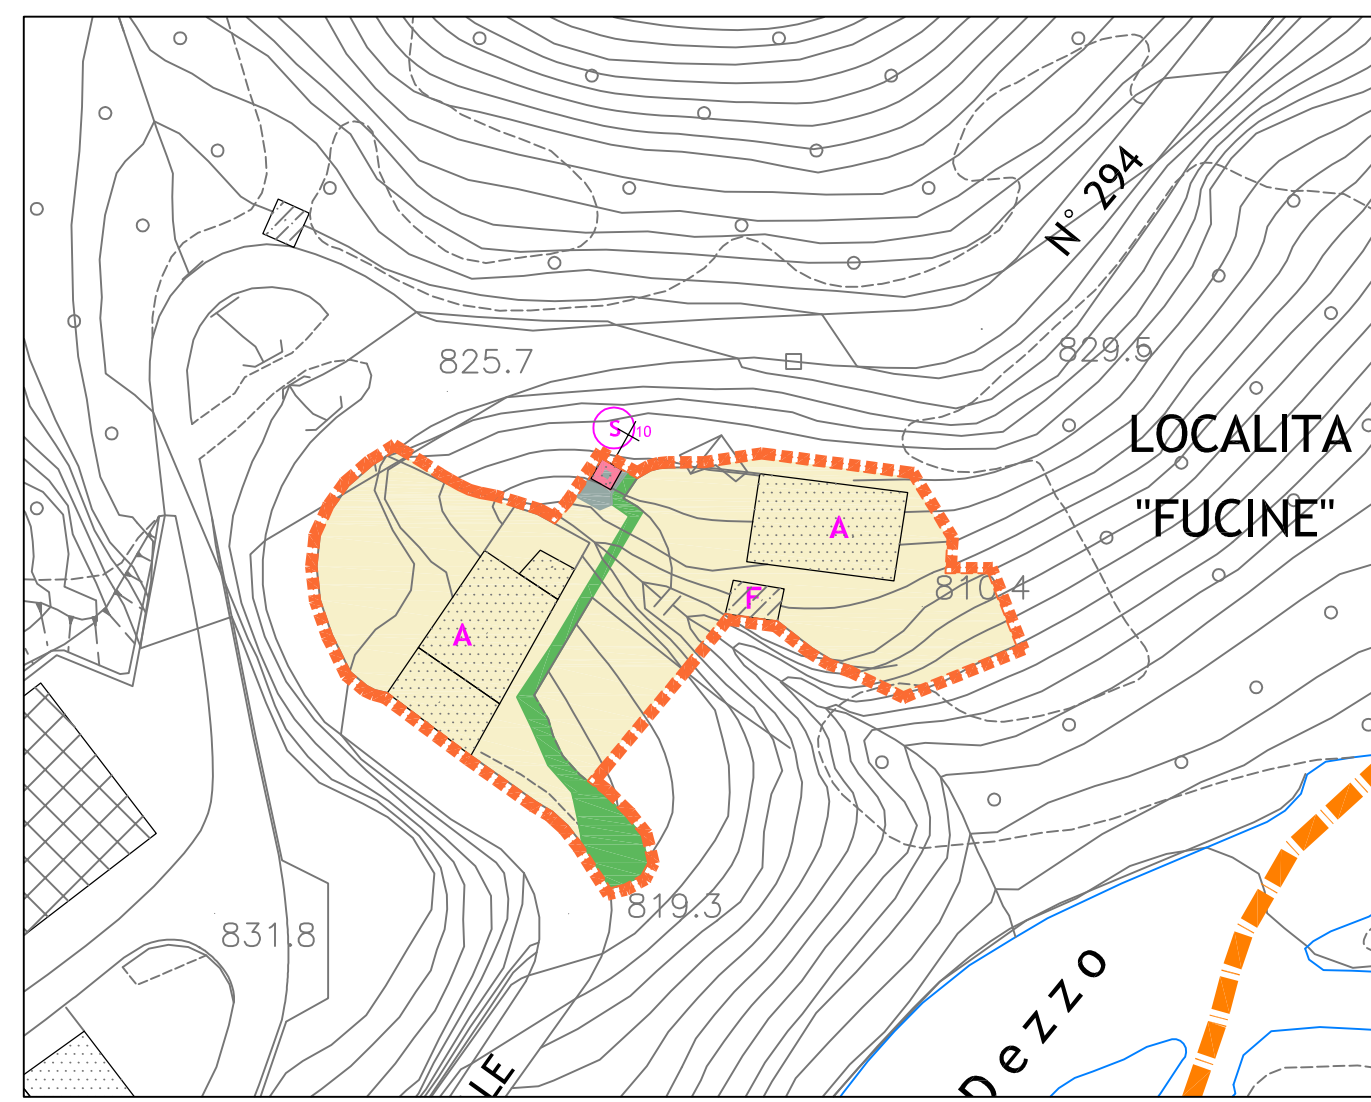 N° 294
825.7
829.5
S 10
LOCALITA
"FUCINE"
A
810.4
F
A
819.3
831.8
Dezzo
LE